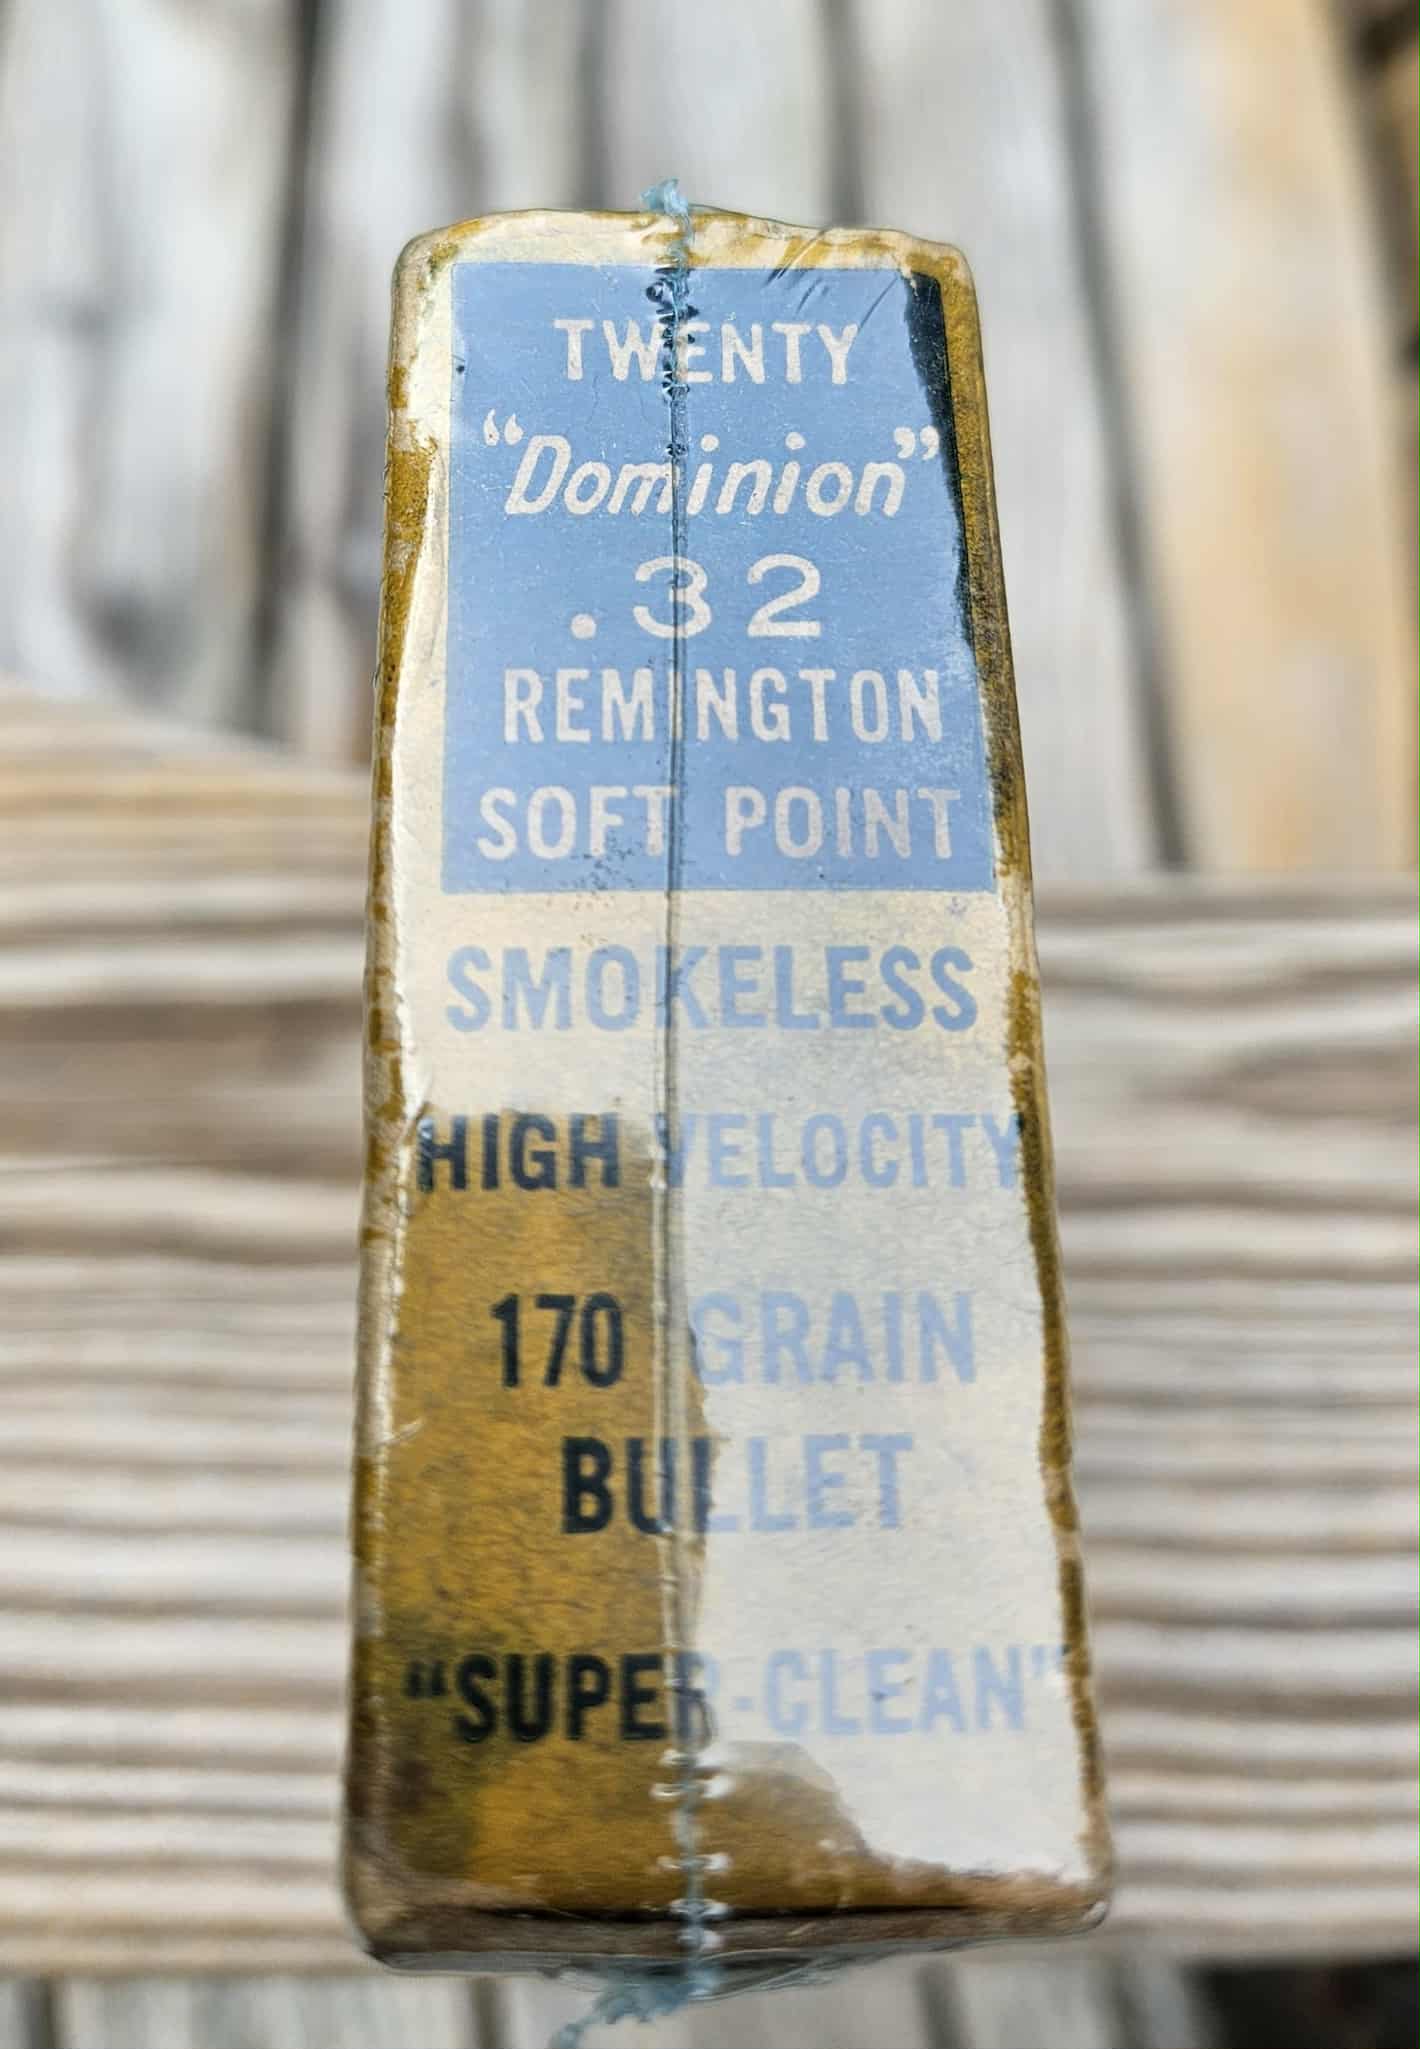 TWENTY
“Dominion”
.32
REMINGTON
SOFT POINT
SMOKELESS
HIGH VELOCITY
170 GRAIN
BULLET
“SUPER-CLEAN”